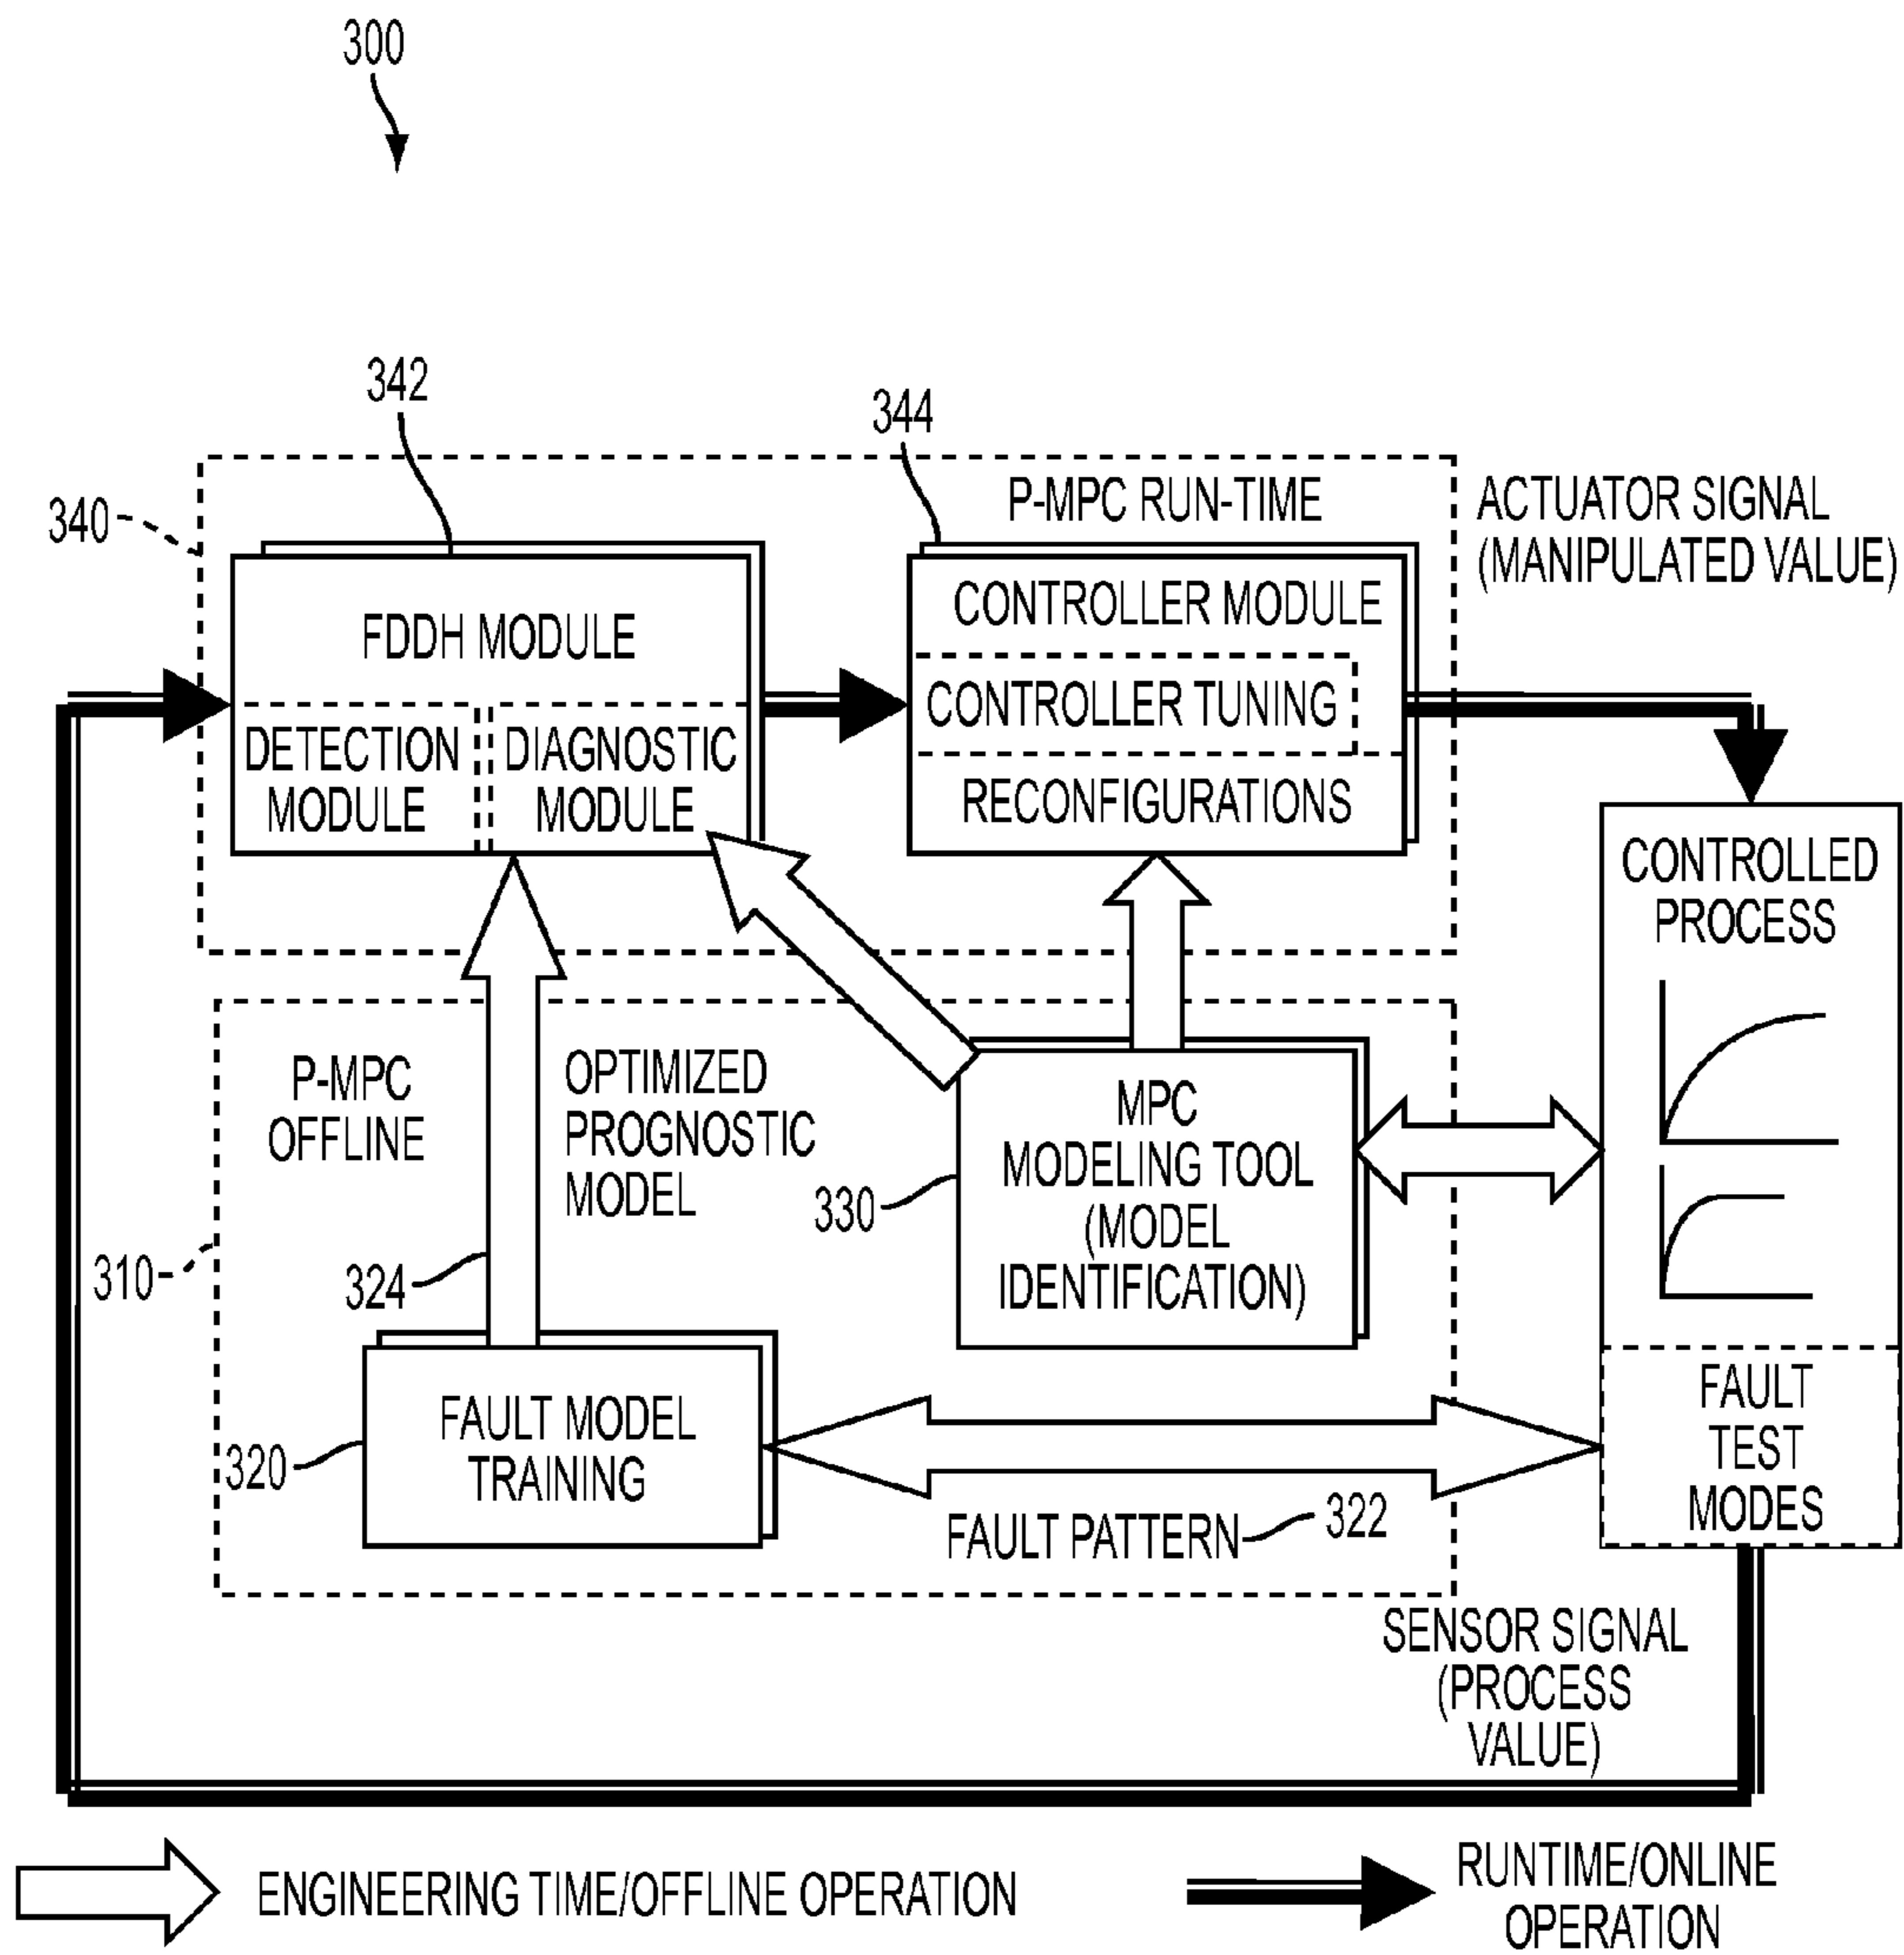 300
342
344
340
P-MPC RUN-TIME
ACTUATOR SIGNAL
(MANIPULATED VALUE)
FDDH MODULE
DETECTION
MODULE
DIAGNOSTIC
MODULE
CONTROLLER MODULE
CONTROLLER TUNING
RECONFIGURATIONS
CONTROLLED
PROCESS
P-MPC
OFFLINE
OPTIMIZED
PROGNOSTIC
MODEL
MPC
MODELING TOOL
(MODEL
IDENTIFICATION)
330
310
324
FAULT MODEL
TRAINING
320
FAULT
TEST
MODES
FAULT PATTERN
322
SENSOR SIGNAL
(PROCESS
VALUE)
ENGINEERING TIME/OFFLINE OPERATION
RUNTIME/ONLINE
OPERATION